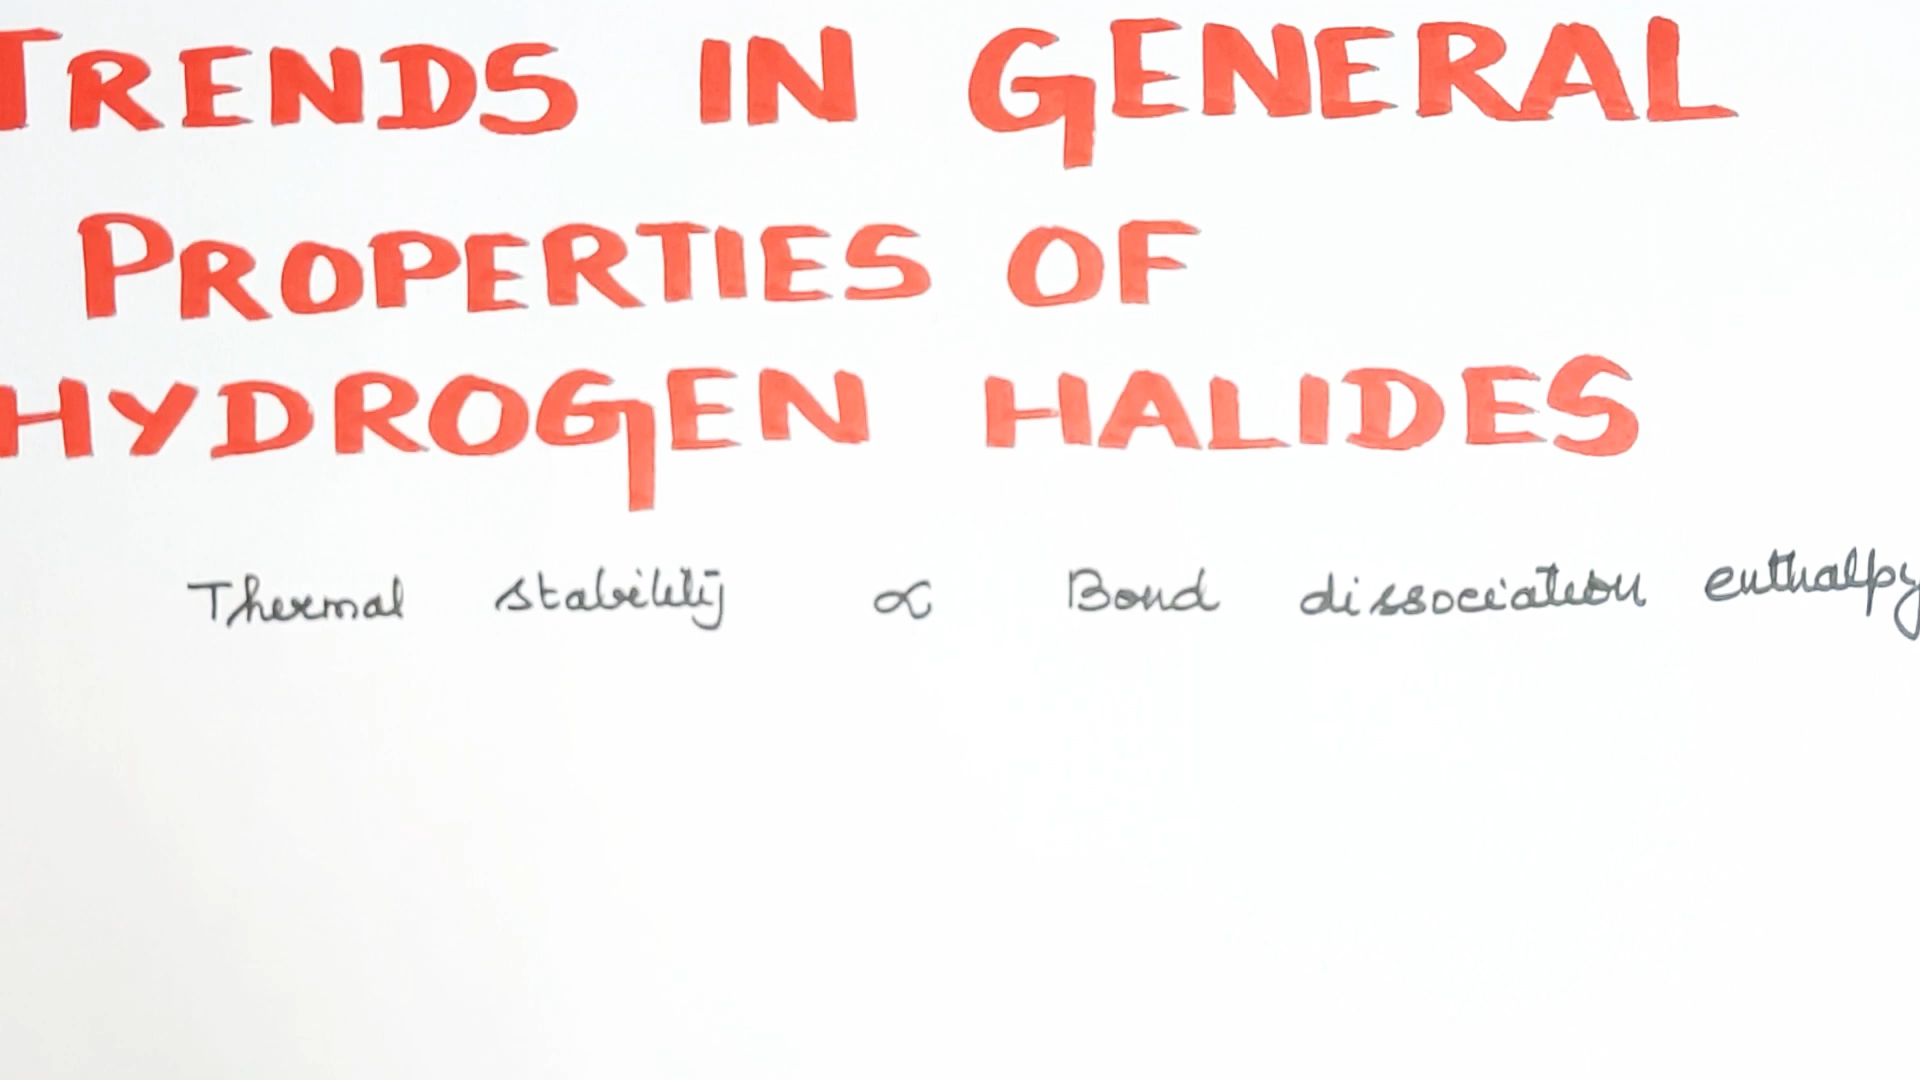 TRENDS IN GENERAL
PROPERTIES OF
HYDROGEN HALIDES
Thermal stability ∝ Bond dissociation enthalpy